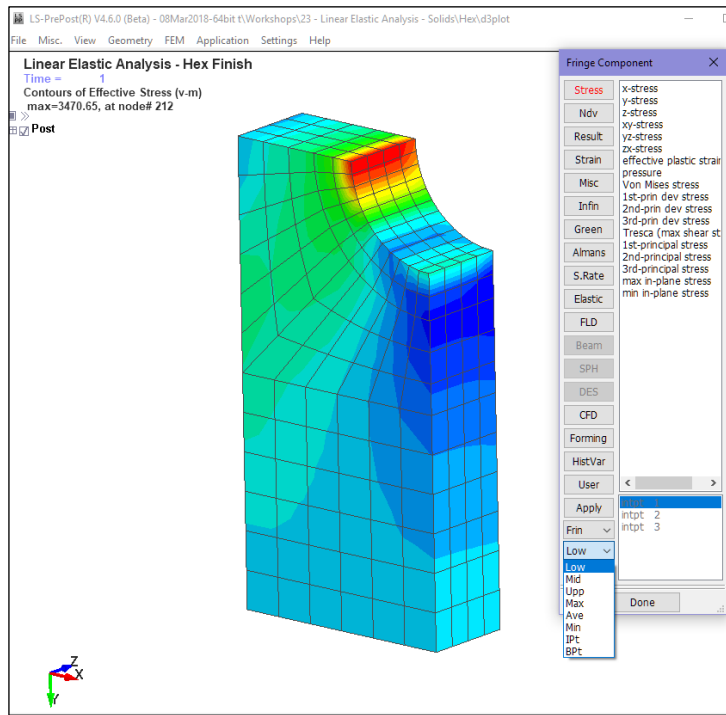 LS-PrePost(R) V4.6.0 (Beta) - 08Mar2018-64bit t\Workshops\23 - Linear Elastic Analysis - Solids\Hex\d3plot
File Misc. View Geometry FEM Application Settings Help
Linear Elastic Analysis - Hex Finish
Time = 1
Contours of Effective Stress (v-m)
max=3470.65, at node# 212
Post
Z
X
Y
Fringe Component
Stress
Ndv
Result
Strain
Misc
Infin
Green
Almans
S.Rate
Elastic
FLD
Beam
SPH
DES
CFD
Forming
HistVar
User
Apply
Frin
Low
Low
Mid
Upp
Max
Ave
Min
IPt
BPt
x-stress
y-stress
z-stress
xy-stress
yz-stress
zx-stress
effective plastic strain
pressure
Von Mises stress
1st-prin dev stress
2nd-prin dev stress
3rd-prin dev stress
Tresca (max shear st
1st-principal stress
2nd-principal stress
3rd-principal stress
max in-plane stress
min in-plane stress
intpt 1
intpt 2
intpt 3
Done